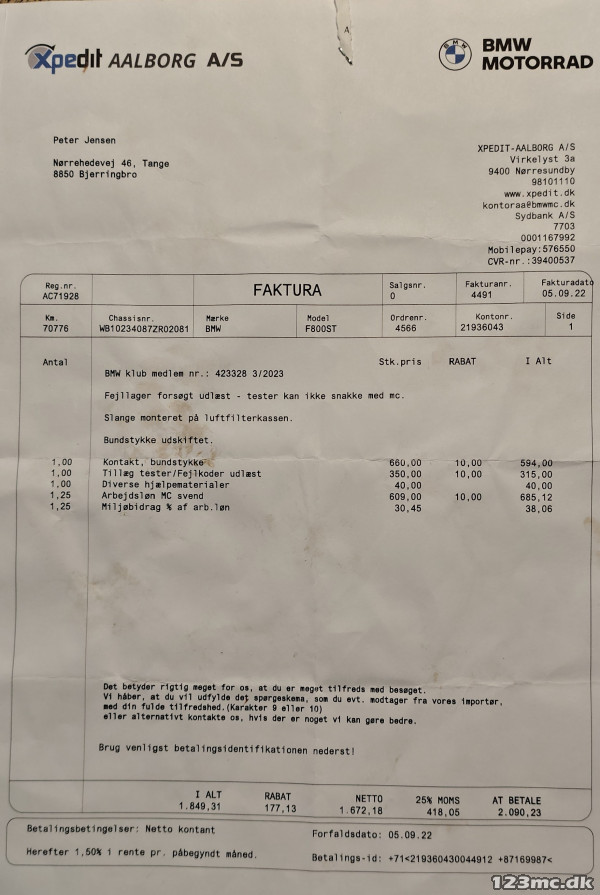 Xpedit AALBORG A/S
BMW
BMW
MOTORRAD
Peter Jensen
Nørrehedevej 46, Tange
8850 Bjerringbro
XPEDIT-AALBORG A/S
Virkelyst 3a
9400 Nørresundby
98101110
www.xpedit.dk
kontoraa@bmwmc.dk
Sydbank A/S
7703
0001167992
Mobilepay:576550
CVR-nr.:39400537
Reg.nr. FAKTURA Salgsnr. Fakturanr. Fakturadato
AC71928 0 4491 05.09.22
Km. Chassisnr. Mærke Model Ordrenr. Kontonr. Side
70776 WB10234087ZR02081 BMW F800ST 4566 21936043 1
Antal Stk.pris RABAT I Alt
BMW klub medlem nr.: 423328 3/2023
Fejllager forsøgt udlæst - tester kan ikke snakke med mc.
Slange monteret på luftfilterkassen.
Bundstykke udskiftet.
1,00 Kontakt, bundstykke 660,00 10,00 594,00
1,00 Tillæg tester/Fejlkoder udlæst 350,00 10,00 315,00
1,00 Diverse hjælpematerialer 40,00 40,00
1,25 Arbejdsløn MC svend 609,00 10,00 685,12
1,25 Miljøbidrag % af arb.løn 30,45 38,06
Det betyder rigtig meget for os, at du er meget tilfreds med besøget.
Vi håber, at du vil udfylde det spørgeskema, som du evt. modtager fra vores importør,
med din fulde tilfredshed.(Karakter 9 eller 10)
eller alternativt kontakte os, hvis der er noget vi kan gøre bedre.
Brug venligst betalingsidentifikationen nederst!
I ALT RABAT NETTO 25% MOMS AT BETALE
1.849,31 177,13 1.672,18 418,05 2.090,23
Betalingsbetingelser: Netto kontant Forfaldsdato: 05.09.22
Herefter 1,50% i rente pr. påbegyndt måned. Betalings-id: +71<219360430044912 +87169987<
123mc.dk